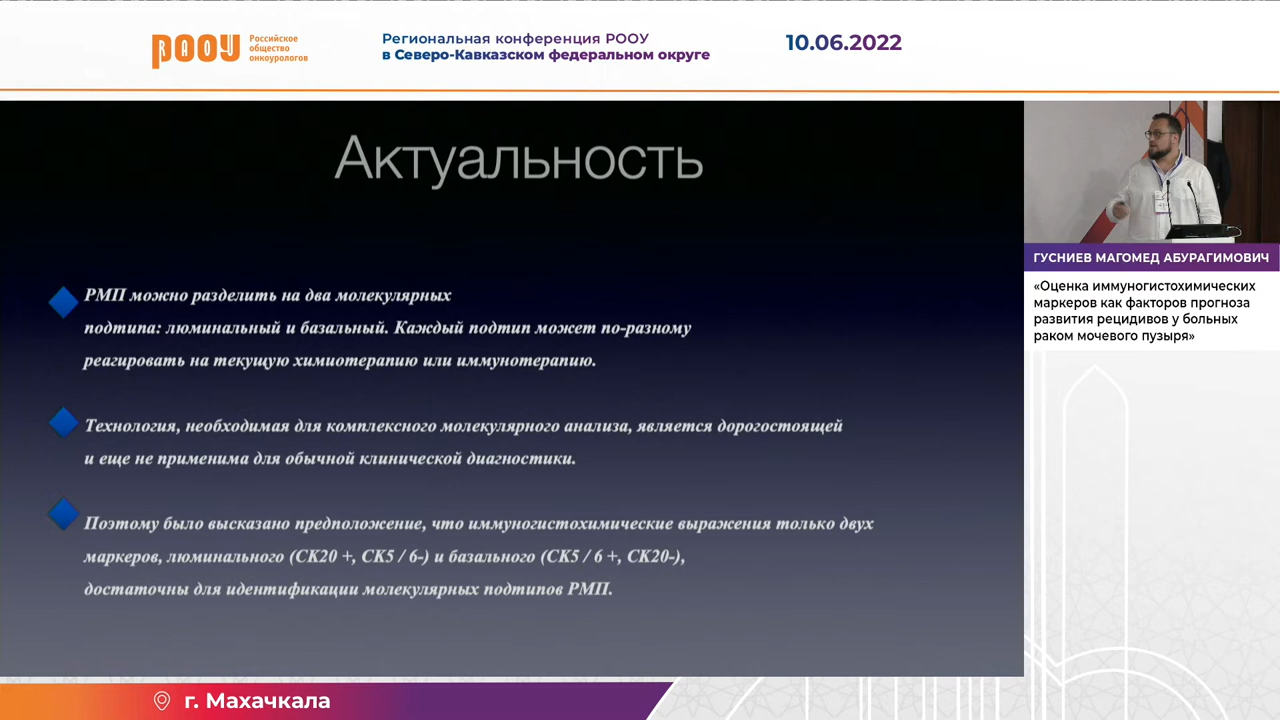 РООУ
RAOY
Российское
общество
онкоурологов
Региональная конференция РООУ
в Северо-Кавказском федеральном округе
10.06.2022
Актуальность
РМП можно разделить на два молекулярных
подтипа: люминальный и базальный. Каждый подтип может по-разному
реагировать на текущую химиотерапию или иммунотерапию.
Технология, необходимая для комплексного молекулярного анализа, является дорогостоящей
и еще не применима для обычной клинической диагностики.
Поэтому было высказано предположение, что иммуногистохимические выражения только двух
маркеров, люминального (СК20 +, СК5 / 6-) и базального (СК5 / 6 +, СК20-),
достаточны для идентификации молекулярных подтипов РМП.
ГУСНИЕВ МАГОМЕД АБУРАГИМОВИЧ
«Оценка иммуногистохимических
маркеров как факторов прогноза
развития рецидивов у больных
раком мочевого пузыря»
г. Махачкала